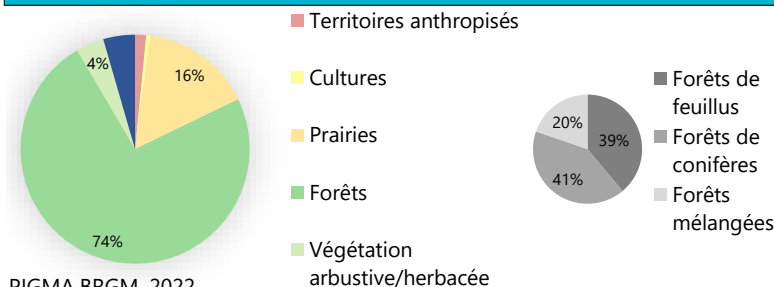 Territoires anthropisés
Cultures
Prairies
Forêts
Végétation
arbustive/herbacée
4%
16%
74%
20%
39%
41%
Forêts de
feuillus
Forêts de
conifères
Forêts
mélangées
PIGMA BRGM, 2022